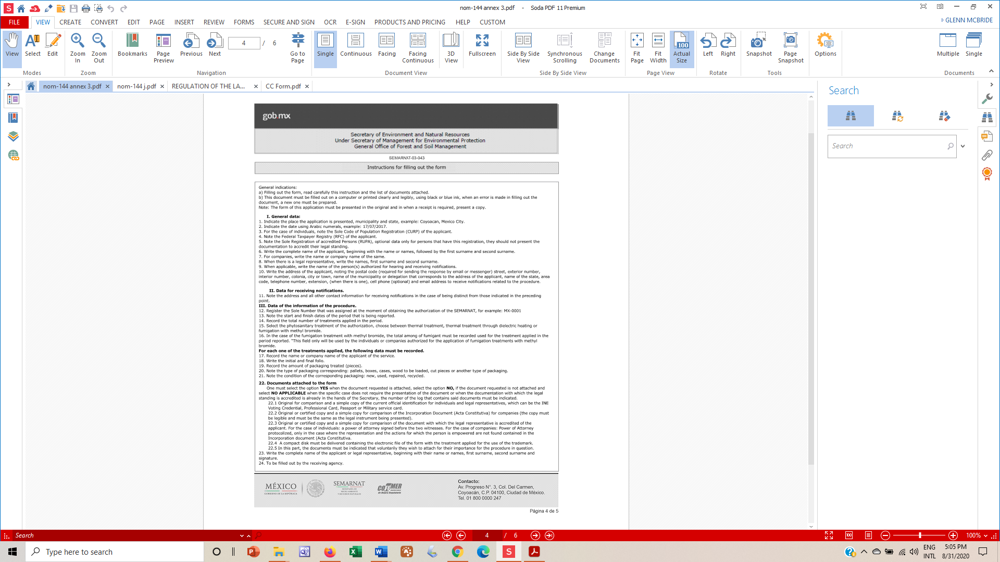 nom-144 annex 3.pdf - Soda PDF 11 Premium
FILE VIEW CREATE CONVERT EDIT PAGE INSERT REVIEW FORMS SECURE AND SIGN OCR E-SIGN PRODUCTS AND PRICING HELP CUSTOM
GLENN MCBRIDE
View Select Edit Zoom In Zoom Out Bookmarks Page Preview Previous 4 / 6 Next Go to Page Single Continuous Facing Facing Continuous 3D View Fullscreen Side By Side View Synchronous Scrolling Change Documents Fit Page Fit Width 100 Actual Size Left Right Snapshot Page Snapshot Options Multiple Single
Modes Zoom Navigation Document View Side By Side View Page View Rotate Tools Documents
nom-144 annex 3.pdf nom-144 j.pdf REGULATION OF THE LA... CC Form.pdf
Search
Search
gob.mx
Secretary of Environment and Natural Resources
Under Secretary of Management for Environmental Protection
General Office of Forest and Soil Management
SEMARNAT-03-043
Instructions for filling out the form
General indications:
a) Filling out the form, read carefully this instruction and the list of documents attached.
b) This document must be filled out on a computer or printed clearly and legibly, using black or blue ink, when an error is made in filling out the
document, a new one must be prepared.
Note: The form of this application must be presented in the original and in when a receipt is required, present a copy.
I. General data:
1. Indicate the place the application is presented, municipality and state, example: Coyoacan, Mexico City.
2. Indicate the date using Arabic numerals, example: 17/07/2017.
3. For the case of individuals, note the Sole Code of Population Registration (CURP) of the applicant.
4. Note the Federal Taxpayer Registry (RFC) of the applicant.
5. Note the Sole Registration of accredited Persons (RUPA), optional data only for persons that have this registration, they should not present the
documentation to accredit their legal standing.
6. Write the complete name of the applicant, beginning with the name or names, followed by the first surname and second surname.
7. For companies, write the name or company name of the same.
8. When there is a legal representative, write the names, first surname and second surname.
9. When applicable, write the name of the person(s) authorized for hearing and receiving notifications.
10. Write the address of the applicant, noting the postal code (required for sending the response by email or messenger) street, exterior number,
interior number, colonia, city or town, name of the municipality or delegation that corresponds to the address of the applicant, name of the state, area
code, telephone number, extension, (when there is one), cell phone (optional) and email address to receive notifications related to the procedure.
II. Data for receiving notifications.
11. Note the address and all other contact information for receiving notifications in the case of being distinct from those indicated in the preceding
point.
III. Data of the information of the procedure.
12. Register the Sole Number that was assigned at the moment of obtaining the authorization of the SEMARNAT, for example: MX-0001
13. Note the start and finish dates of the period that is being reported.
14. Record the total number of treatments applied in the period.
15. Select the phytosanitary treatment of the authorization, choose between thermal treatment, thermal treatment through dielectric heating or
fumigation with methyl bromide.
16. In the case of the fumigation treatment with methyl bromide, the total among of fumigant must be recorded used for the treatment applied in the
period reported. "This field only will be used by the individuals or companies authorized for the application of fumigation treatments with methyl
bromide.
For each one of the treatments applied, the following data must be recorded.
17. Record the name or company name of the applicant of the service.
18. Write the initial and final folio.
19. Record the amount of packaging treated (pieces).
20. Note the type of packaging corresponding: pallets, boxes, cases, wood to be loaded, cut pieces or another type of packaging.
21. Note the condition of the corresponding packaging: new, used, repaired, recycled.
22. Documents attached to the form
One must select the option YES when the document requested is attached, select the option NO, if the document requested is not attached and
select NO APPLICABLE when the specific case does not require the presentation of the document or when the documentation with which the legal
standing is accredited is already in the hands of the Secretary, the number of the log that contains said documents must be indicated.
22.1 Original for comparison and a simple copy of the current official identification for individuals and legal representatives, which can be the INE
Voting Credential, Professional Card, Passport or Military service card.
22.2 Original or certified copy and a simple copy for comparison of the Incorporation Document (Acta Constitutiva) for companies (the copy must
be legible and must be the same as the legal instrument being presented).
22.3 Original or certified copy and a simple copy for comparison of the document with which the legal representative is accredited of the
applicant. For the case of individuals: a power of attorney signed before the two witnesses. For the case of companies: Power of Attorney
protocolized, only in the case where the representation and the actions for which the person is empowered are not found contained in the
Incorporation document (Acta Constitutiva.
22.4 A compact disk must be delivered containing the electronic file of the form with the treatment applied for the use of the trademark.
22.5 In this part, the documents must be indicated that voluntarily they wish to attach for their importance for the procedure in question.
23. Write the complete name of the applicant or legal representative, beginning with their name or names, first surname, second surname and
signature.
24. To be filled out by the receiving agency.
MÉXICO
GOBIERNO DE LA REPÚBLICA
SEMARNAT
SECRETARÍA DE
MEDIO AMBIENTE
Y RECURSOS NATURALES
COFEMER
Contacto:
Av. Progreso N°. 3, Col. Del Carmen,
Coyoacán, C.P. 04100, Ciudad de México.
Tel. 01 800 0000 247
Página 4 de 5
Search 4 / 6 100%
Type here to search
ENG
INTL
5:05 PM
8/31/2020